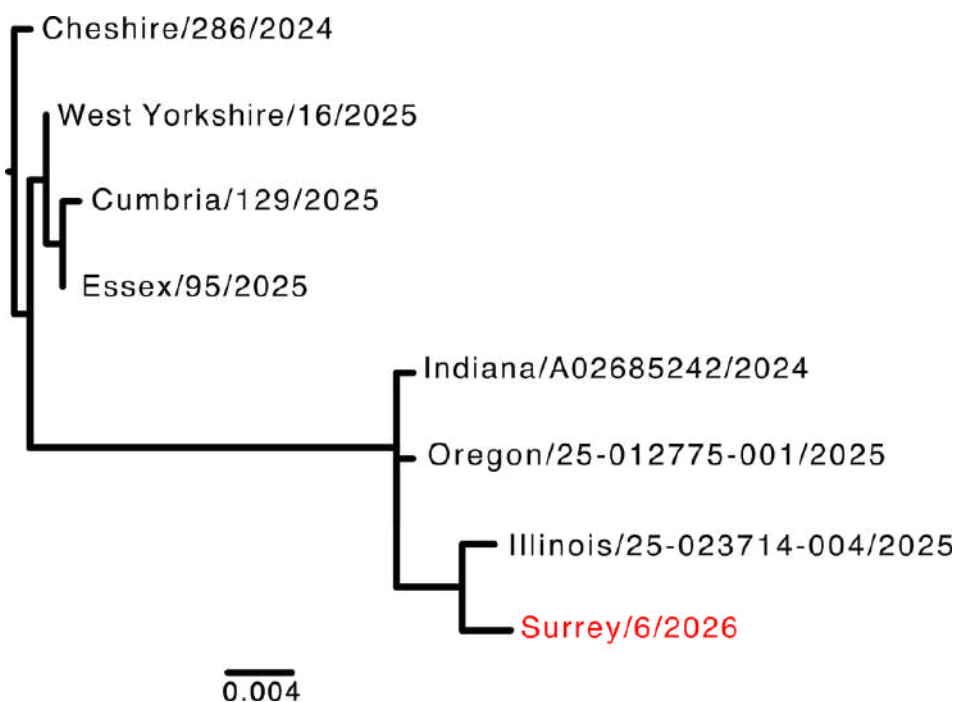 Cheshire/286/2024
West Yorkshire/16/2025
Cumbria/129/2025
Essex/95/2025
Indiana/A02685242/2024
Oregon/25-012775-001/2025
Illinois/25-023714-004/2025
Surrey/6/2026
0.004